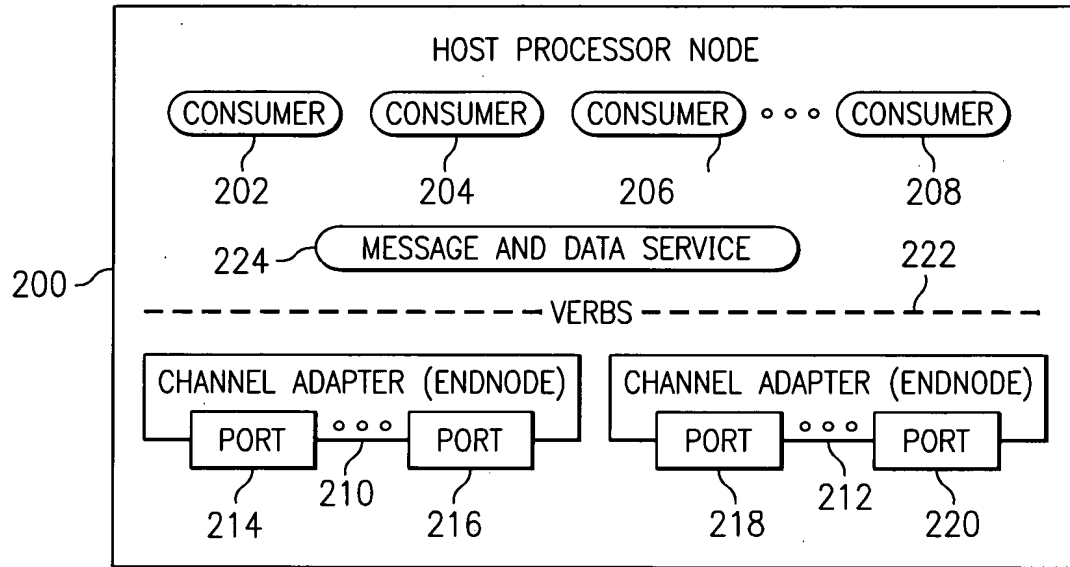 HOST PROCESSOR NODE
CONSUMER CONSUMER CONSUMER CONSUMER
202 204 206 208
224 MESSAGE AND DATA SERVICE 222
200
VERBS
CHANNEL ADAPTER (ENDNODE) CHANNEL ADAPTER (ENDNODE)
PORT PORT PORT PORT
210 212
214 216 218 220